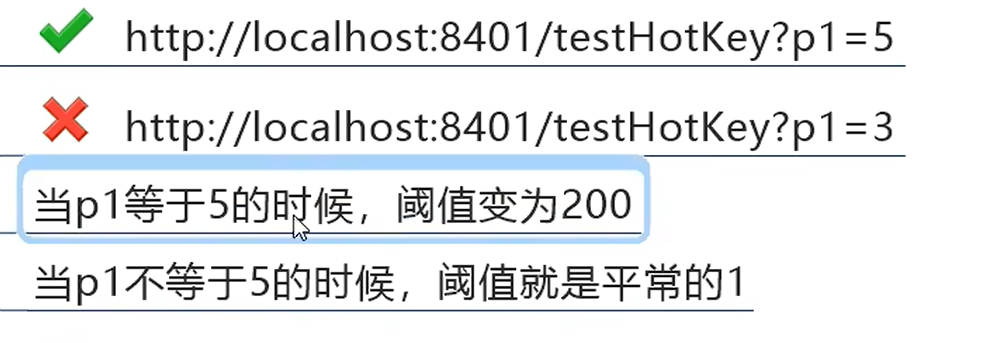 http://localhost:8401/testHotKey?p1=5
http://localhost:8401/testHotKey?p1=3
当p1等于5的时候，阈值变为200
当p1不等于5的时候，阈值就是平常的1